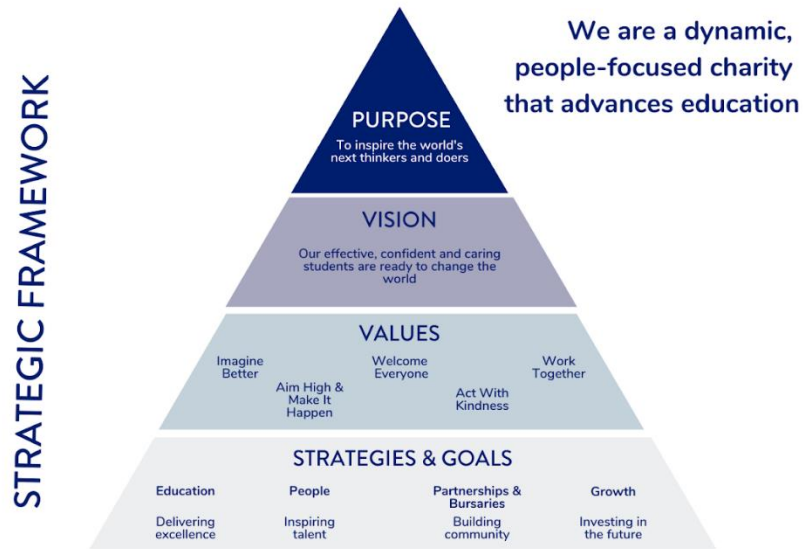 STRATEGIC FRAMEWORK
We are a dynamic,
people-focused charity
that advances education
PURPOSE
To inspire the world's
next thinkers and doers
VISION
Our effective, confident and caring
students are ready to change the
world
VALUES
Imagine
Better
Aim High &
Make It
Happen
Welcome
Everyone
Act With
Kindness
Work
Together
STRATEGIES & GOALS
Education
Delivering
excellence
People
Inspiring
talent
Partnerships &
Bursaries
Building
community
Growth
Investing in
the future